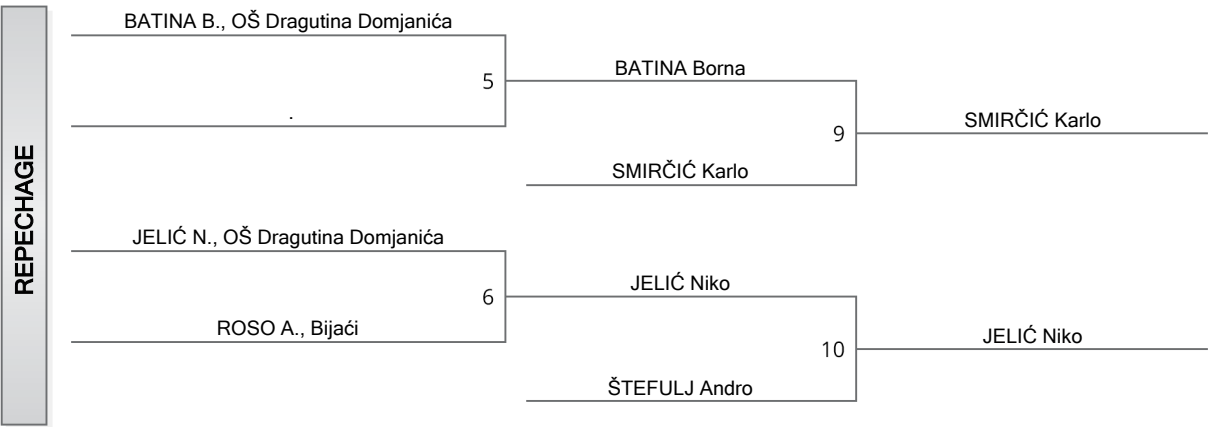 REPECHAGE
BATINA B., OŠ Dragutina Domjanića
5
.
BATINA Borna
9
SMIRČIĆ Karlo
SMIRČIĆ Karlo
JELIĆ N., OŠ Dragutina Domjanića
6
ROSO A., Bijaći
JELIĆ Niko
10
ŠTEFULJ Andro
JELIĆ Niko